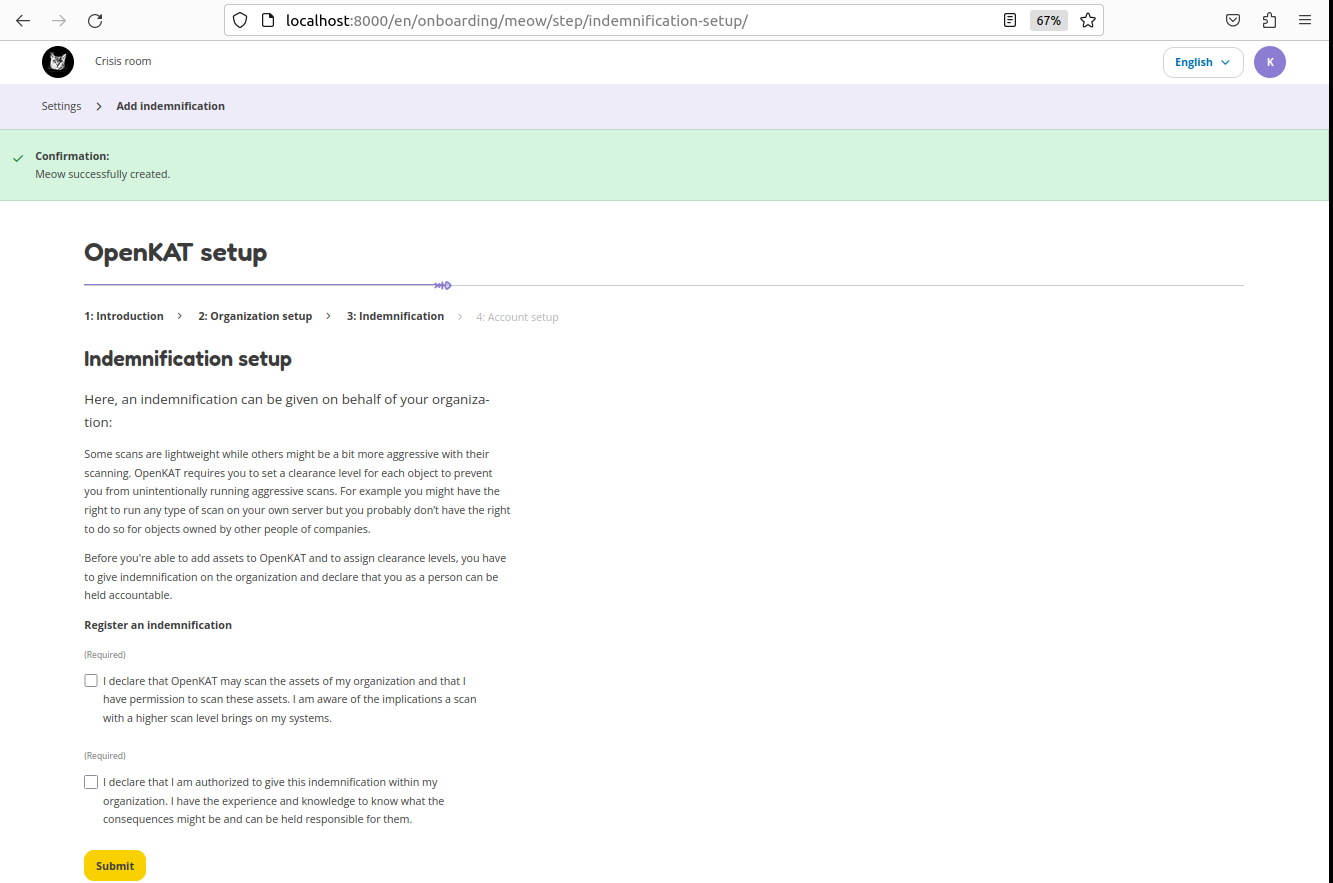 localhost:8000/en/onboarding/meow/step/indemnification-setup/
67%
Crisis room
English
K
Settings
Add indemnification
Confirmation:
Meow successfully created.
OpenKAT setup
1: Introduction
2: Organization setup
3: Indemnification
4: Account setup
Indemnification setup
Here, an indemnification can be given on behalf of your organiza-
tion:
Some scans are lightweight while others might be a bit more aggressive with their
scanning. OpenKAT requires you to set a clearance level for each object to prevent
you from unintentionally running aggressive scans. For example you might have the
right to run any type of scan on your own server but you probably don’t have the right
to do so for objects owned by other people of companies.
Before you're able to add assets to OpenKAT and to assign clearance levels, you have
to give indemnification on the organization and declare that you as a person can be
held accountable.
Register an indemnification
(Required)
I declare that OpenKAT may scan the assets of my organization and that I
have permission to scan these assets. I am aware of the implications a scan
with a higher scan level brings on my systems.
(Required)
I declare that I am authorized to give this indemnification within my
organization. I have the experience and knowledge to know what the
consequences might be and can be held responsible for them.
Submit